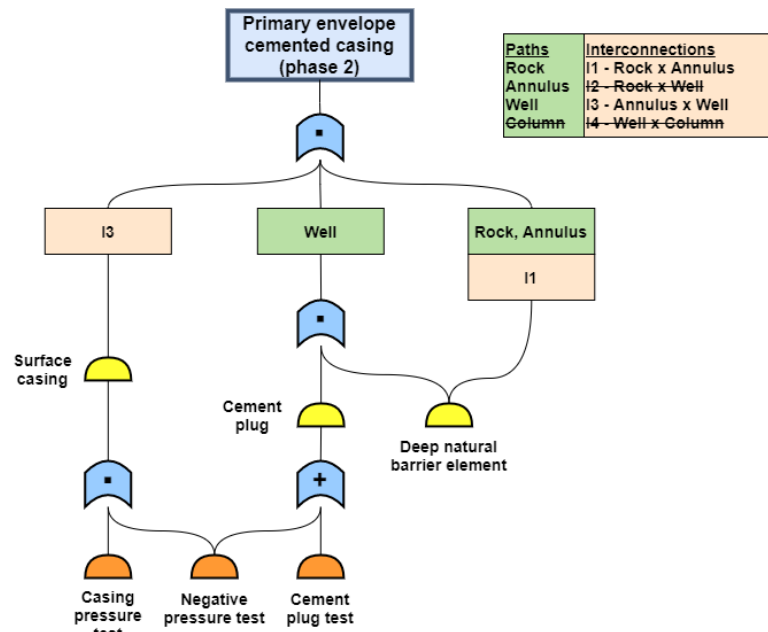 Primary envelope
cemented casing
(phase 2)
Paths
Interconnections
Rock
I1 - Rock x Annulus
Annulus
I2 - Rock x Well
Well
I3 - Annulus x Well
Column
I4 - Well x Column
I3
Well
Rock, Annulus
I1
Surface
casing
Cement
plug
Deep natural
barrier element
+
Casing
pressure
test
Negative
pressure test
Cement
plug test